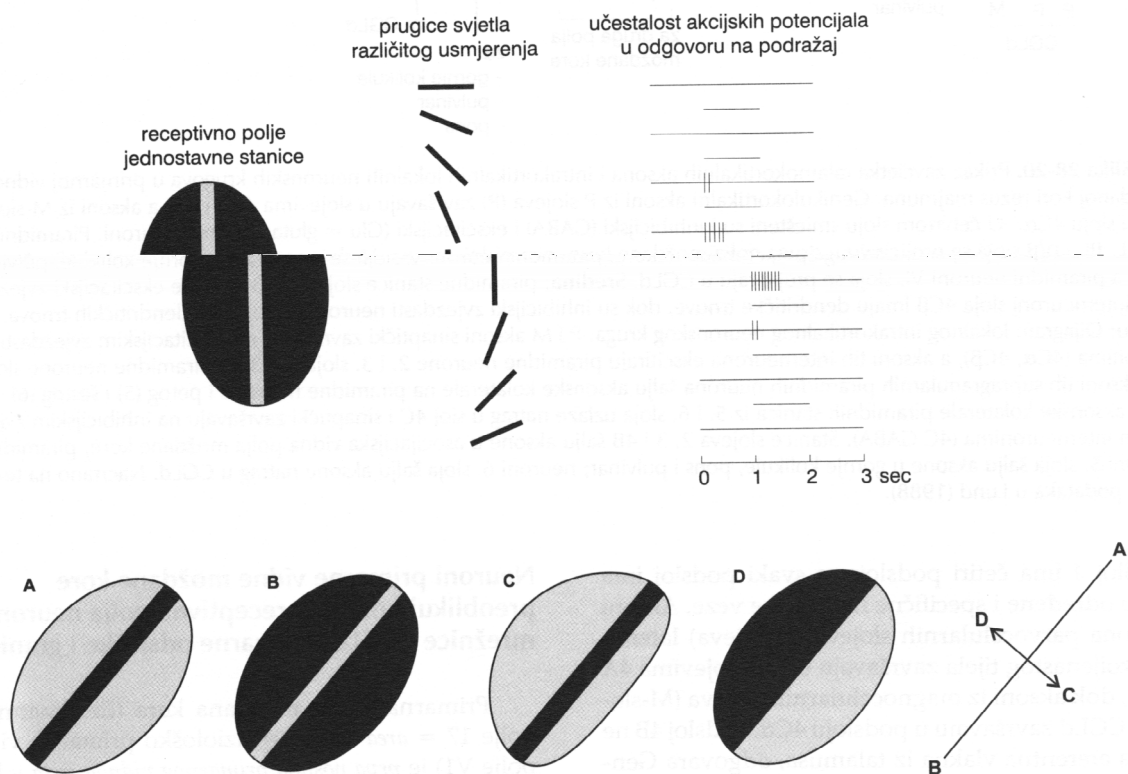 prugice svjetla
različitog usmjerenja
učestalost akcijskih potencijala
u odgovoru na podražaj
receptivno polje
jednostavne stanice
0 1 2 3 sec
A
B
C
D
A
D
C
B